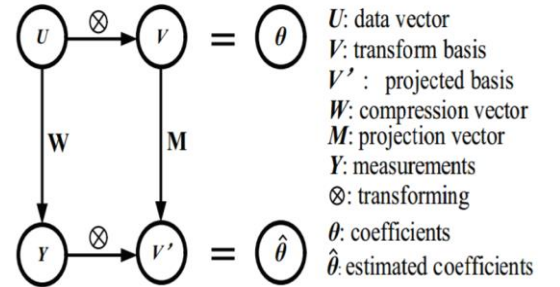 U ⊗ V = θ
W M
Y ⊗ V' = θ̂
U: data vector
V: transform basis
V' : projected basis
W: compression vector
M: projection vector
Y: measurements
⊗: transforming
θ: coefficients
θ̂: estimated coefficients